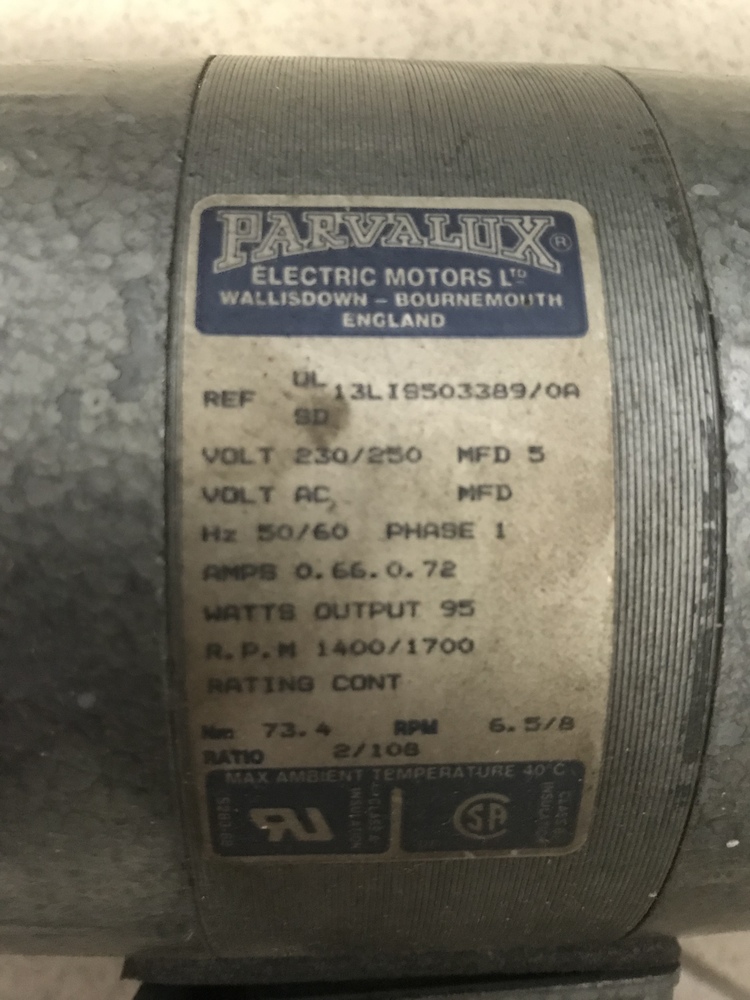 PARVALUX ®
ELECTRIC MOTORS LTD
WALLISDOWN - BOURNEMOUTH
ENGLAND
UL
REF 13LIS503389/0A
SD
VOLT 230/250 MFD 5
VOLT AC MFD
Hz 50/60 PHASE 1
AMPS 0.66.0.72
WATTS OUTPUT 95
R.P.M 1400/1700
RATING CONT
Nm 73.4 RPM 6.5/8
RATIO 2/108
MAX AMBIENT TEMPERATURE 40°C
INSULATION